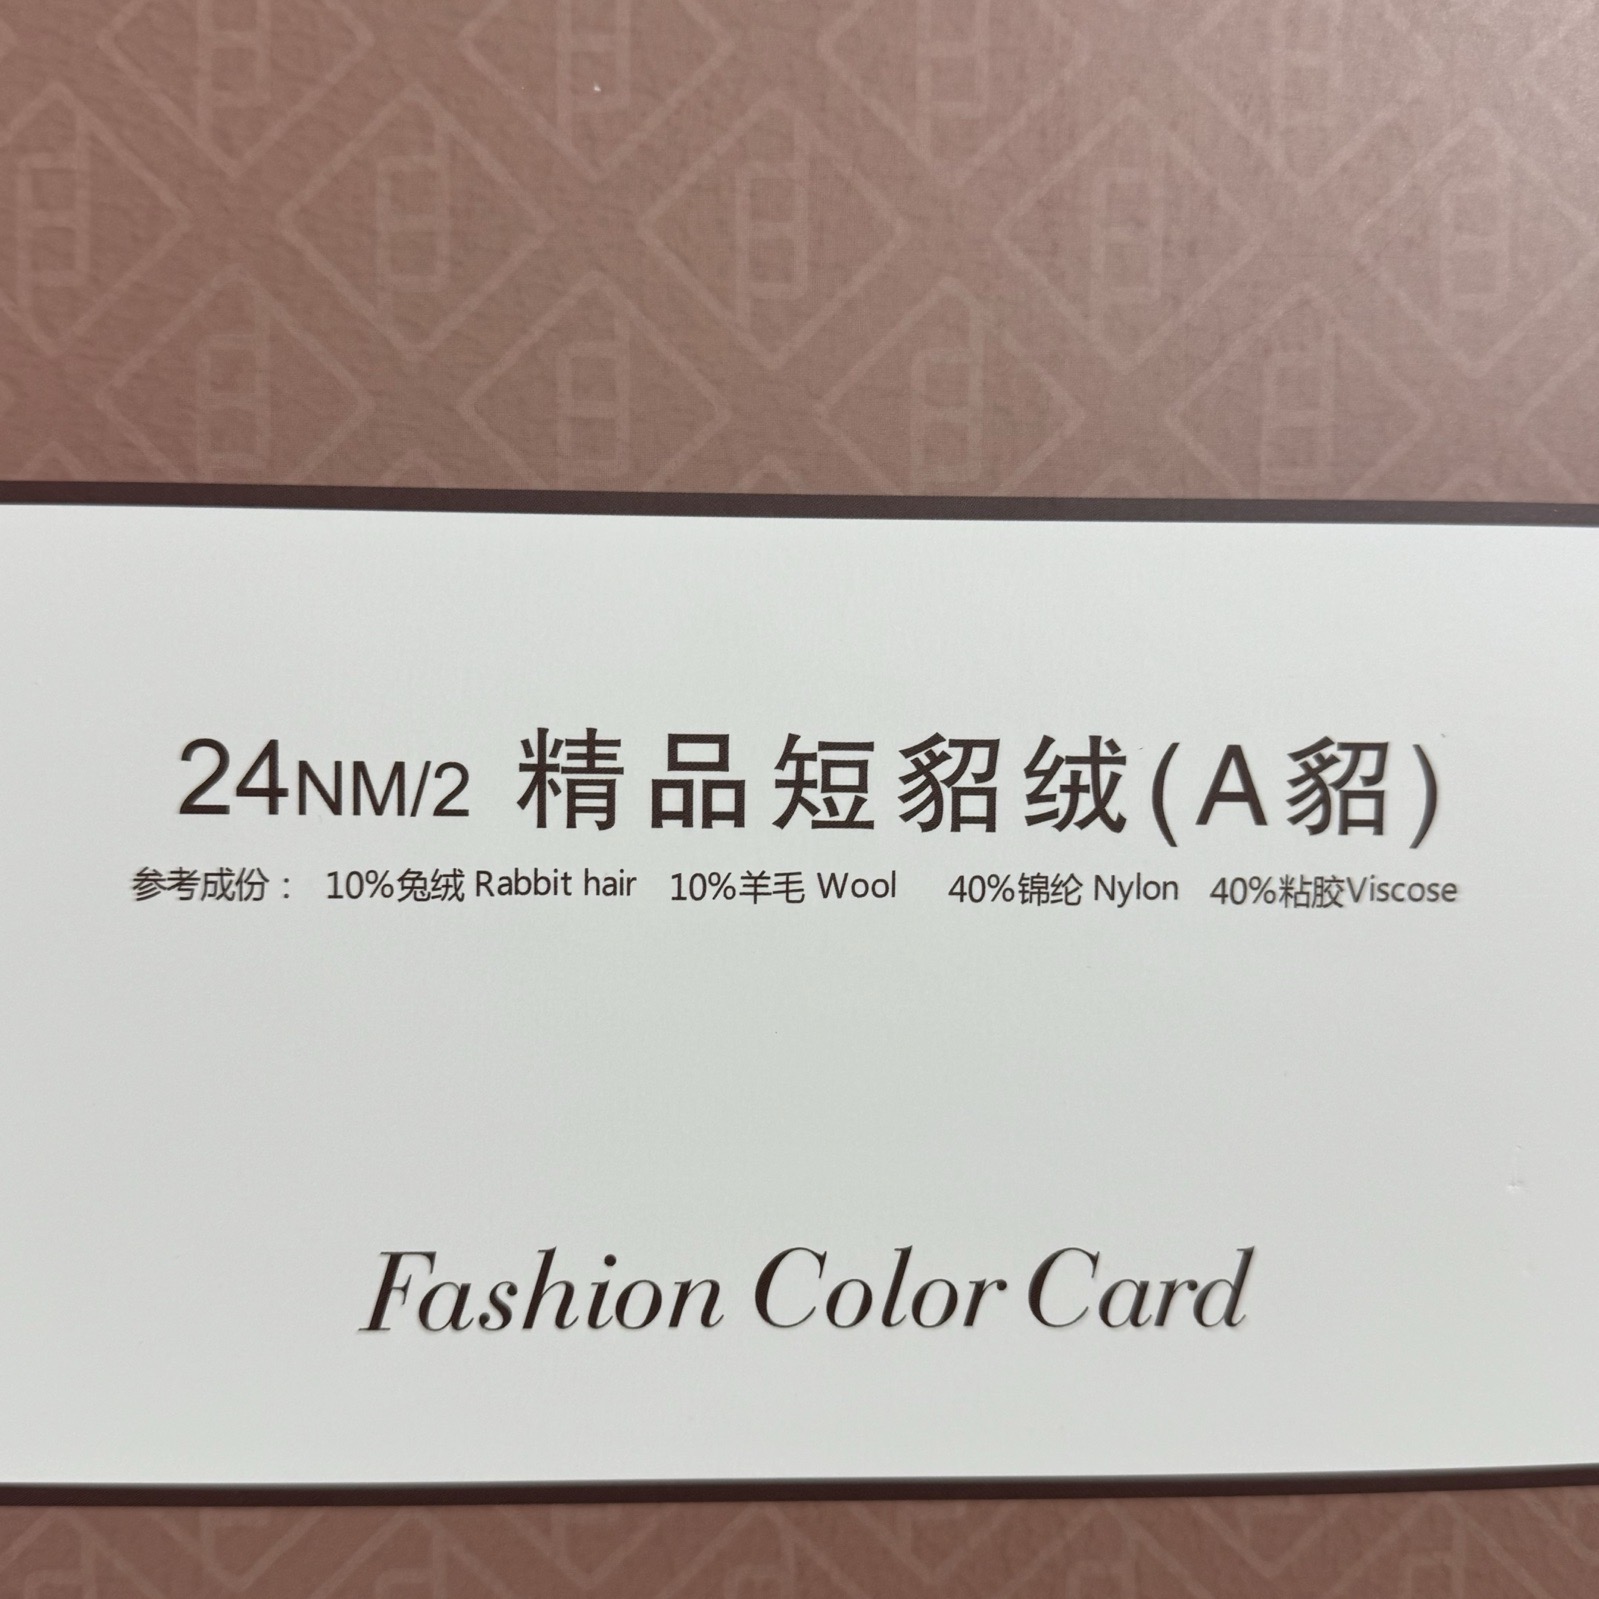 24NM/2 精品短貂绒(A貂)
参考成份： 10%兔绒 Rabbit hair 10%羊毛 Wool 40%锦纶 Nylon 40%粘胶Viscose
Fashion Color Card